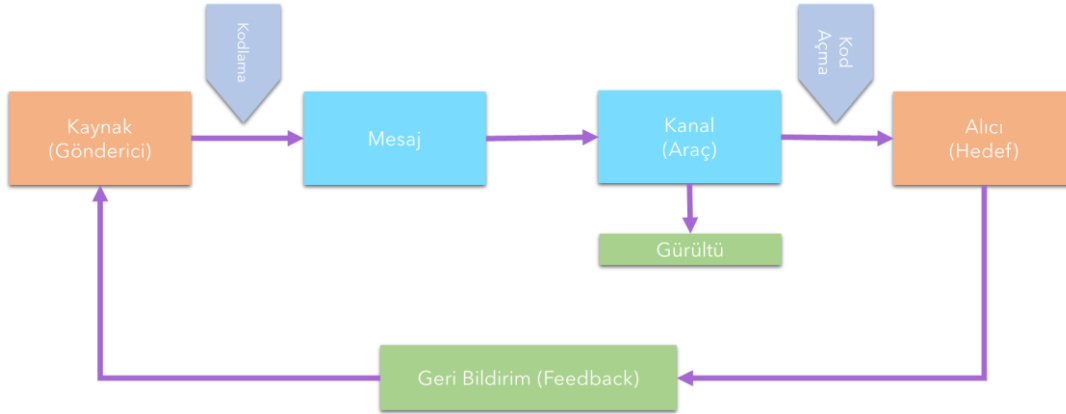 Kodlama
Kod
Açma
Kaynak
(Gönderici)
Mesaj
Kanal
(Araç)
Alıcı
(Hedef)
Gürültü
Geri Bildirim (Feedback)